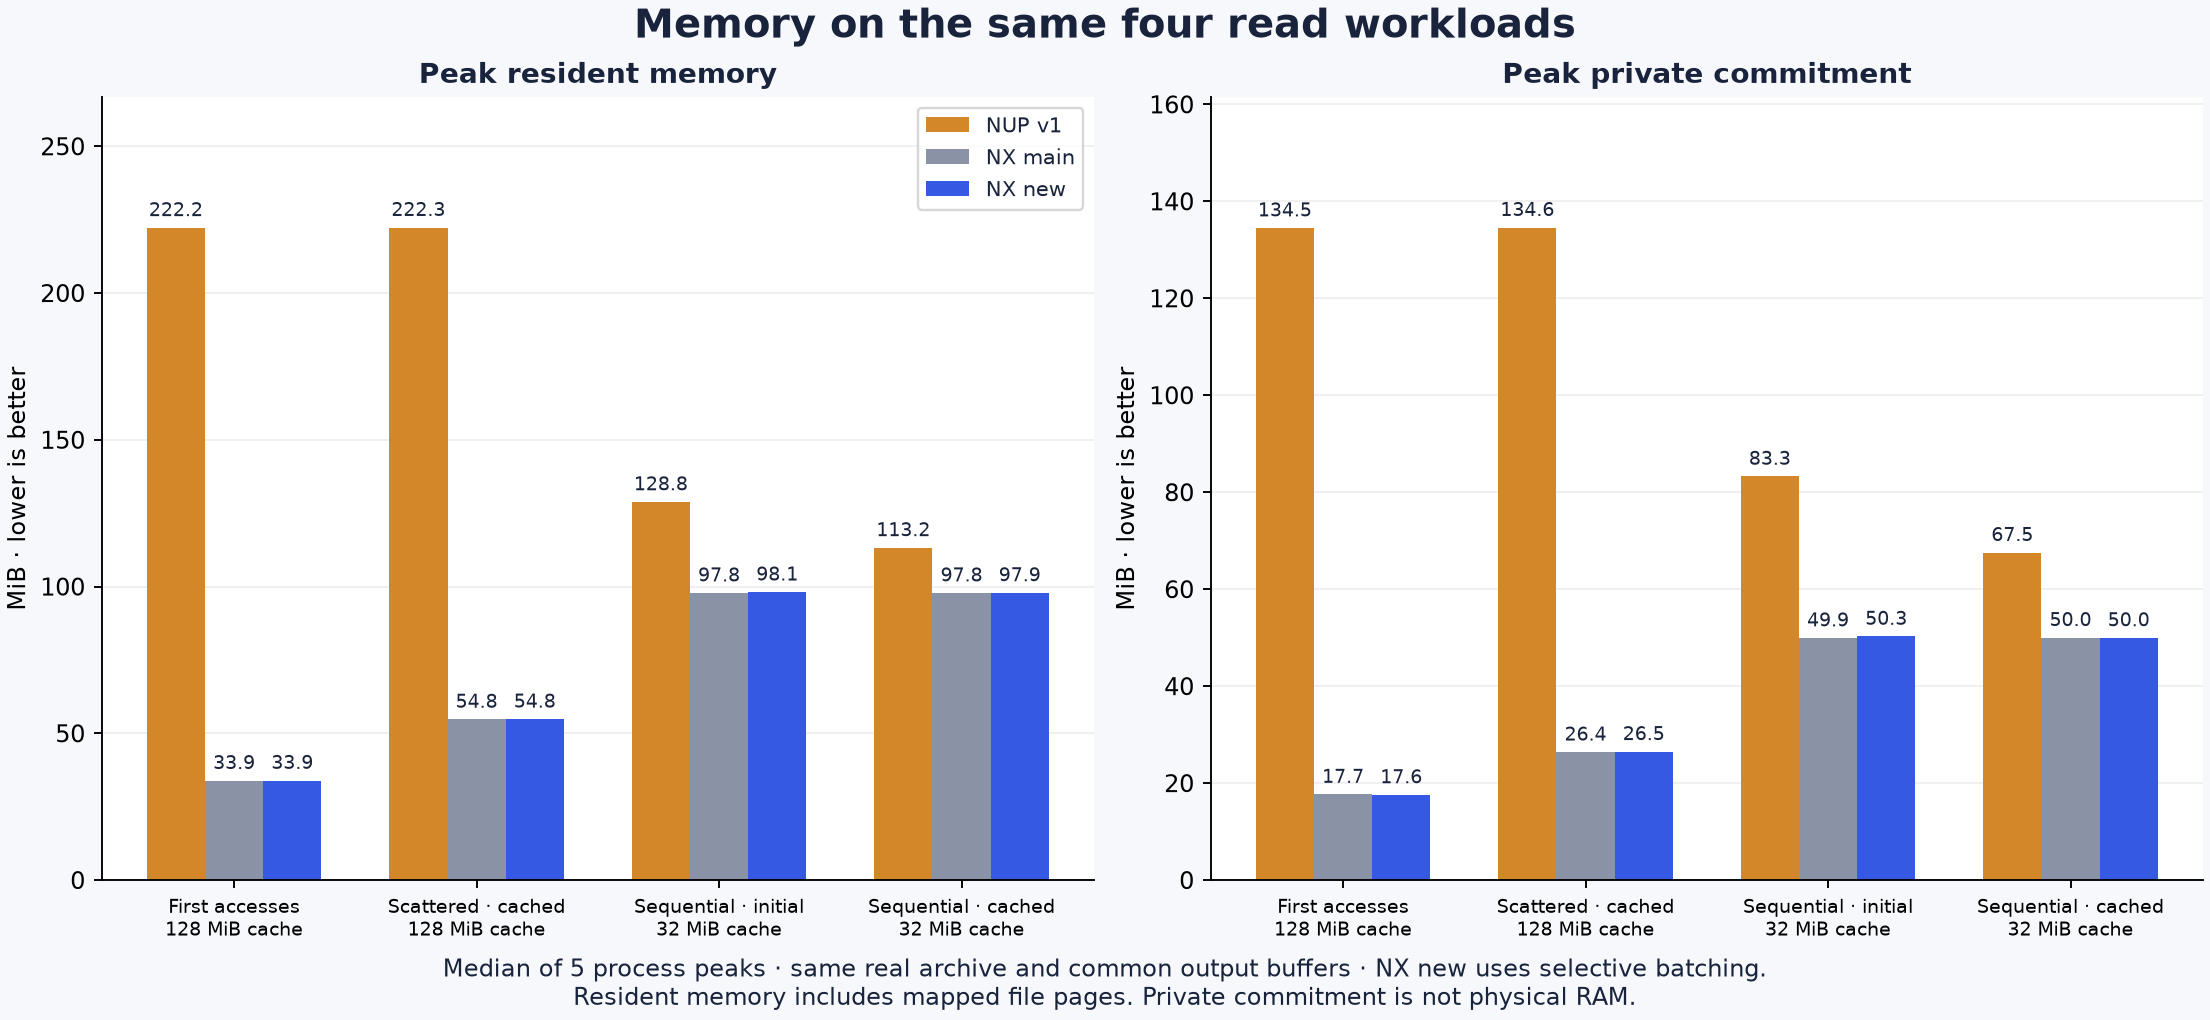 Memory on the same four read workloads
Peak resident memory
MiB · lower is better
250
200
150
100
50
0
NUP v1
NX main
NX new
222.2
33.9
33.9
222.3
54.8
54.8
128.8
97.8
98.1
113.2
97.8
97.9
First accesses
128 MiB cache
Scattered · cached
128 MiB cache
Sequential · initial
32 MiB cache
Sequential · cached
32 MiB cache
Peak private commitment
MiB · lower is better
160
140
120
100
80
60
40
20
0
134.5
17.7
17.6
134.6
26.4
26.5
83.3
49.9
50.3
67.5
50.0
50.0
First accesses
128 MiB cache
Scattered · cached
128 MiB cache
Sequential · initial
32 MiB cache
Sequential · cached
32 MiB cache
Median of 5 process peaks · same real archive and common output buffers · NX new uses selective batching.
Resident memory includes mapped file pages. Private commitment is not physical RAM.